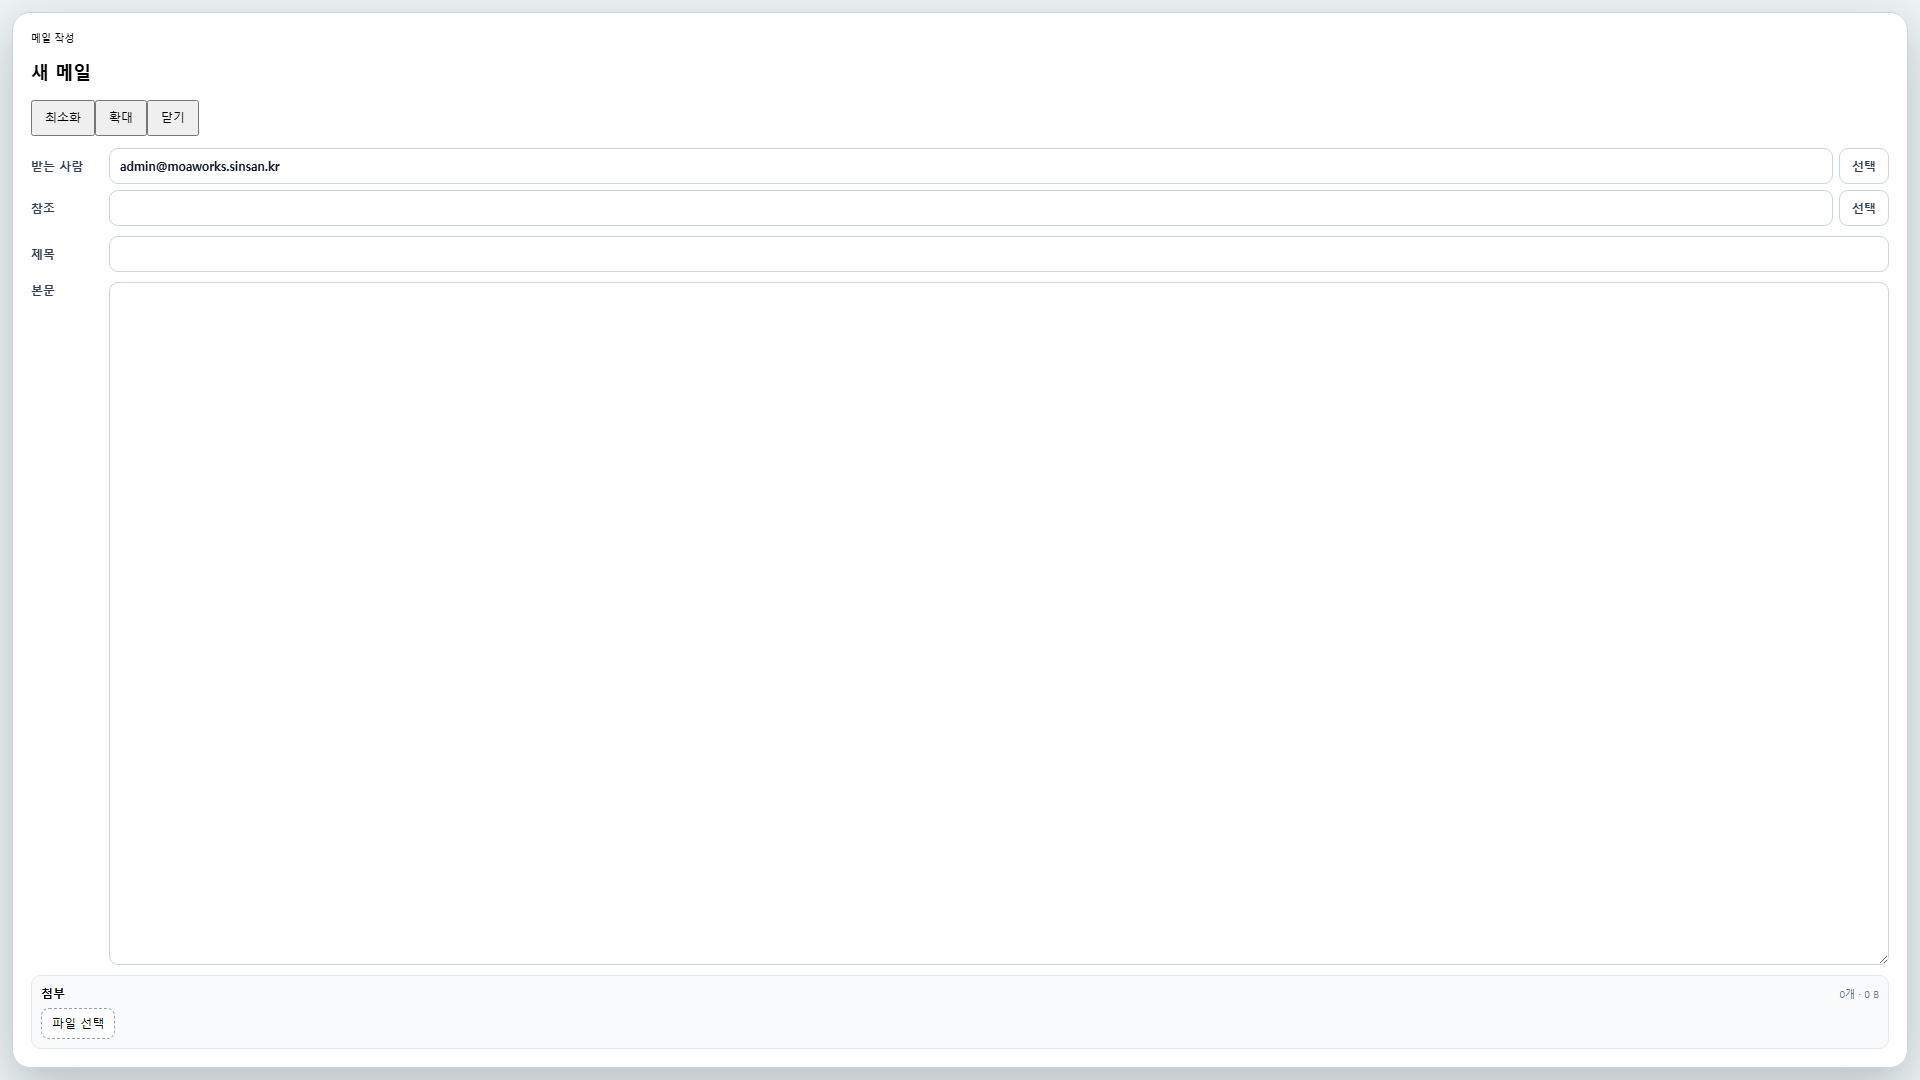 메일 작성
새 메일
최소화 확대 닫기
받는 사람 admin@moaworks.sinsan.kr 선택
참조 선택
제목
본문
첨부 0개 · 0 B
파일 선택